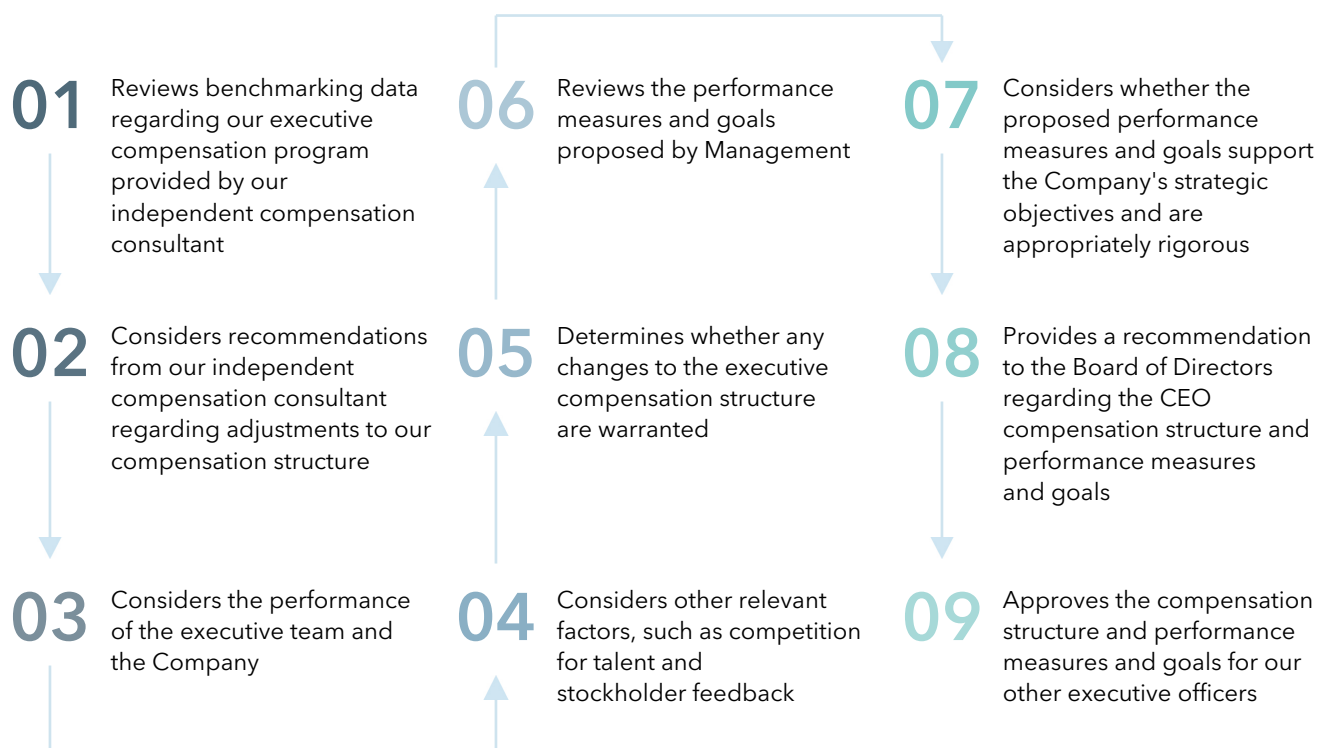 01
Reviews benchmarking data
regarding our executive
compensation program
provided by our
independent compensation
consultant
02
Considers recommendations
from our independent
compensation consultant
regarding adjustments to our
compensation structure
03
Considers the performance
of the executive team and
the Company
04
Considers other relevant
factors, such as competition
for talent and
stockholder feedback
05
Determines whether any
changes to the executive
compensation structure
are warranted
06
Reviews the performance
measures and goals
proposed by Management
07
Considers whether the
proposed performance
measures and goals support
the Company's strategic
objectives and are
appropriately rigorous
08
Provides a recommendation
to the Board of Directors
regarding the CEO
compensation structure and
performance measures
and goals
09
Approves the compensation
structure and performance
measures and goals for our
other executive officers